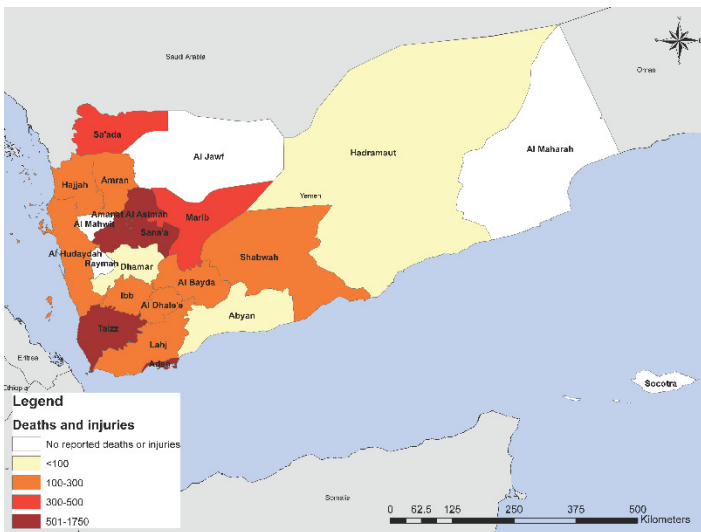 N
Saudi Arabia
Oman
Sa'ada
Al Jawf
Hadramaut
Al Maharah
Hajjah
Amran
Yemen
Amanat Al Asimah
Marib
Al Mahwit
Sana'a
Al Hudaydah
Raymah
Dhamar
Shabwah
Al Bayda
Ibb
Al Dhale'e
Abyan
Taizz
Lahj
Aden
Eritrea
Ethiopia
Socotra
Legend
Deaths and injuries
No reported deaths or injuries
<100
100-300
300-500
501-1750
Somalia
0 62.5 125 250 375 500
Kilometers